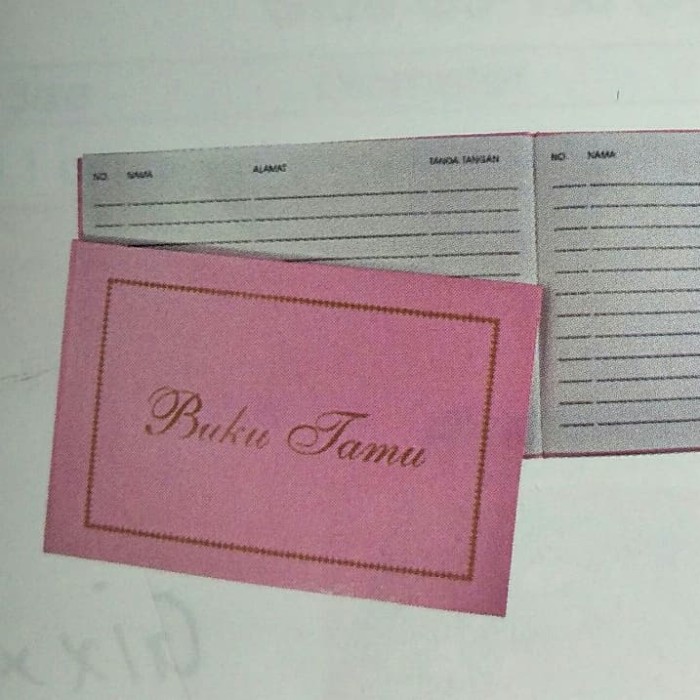 NO. NAMA ALAMAT TANDA TANGAN
NO. NAMA
Buku Tamu